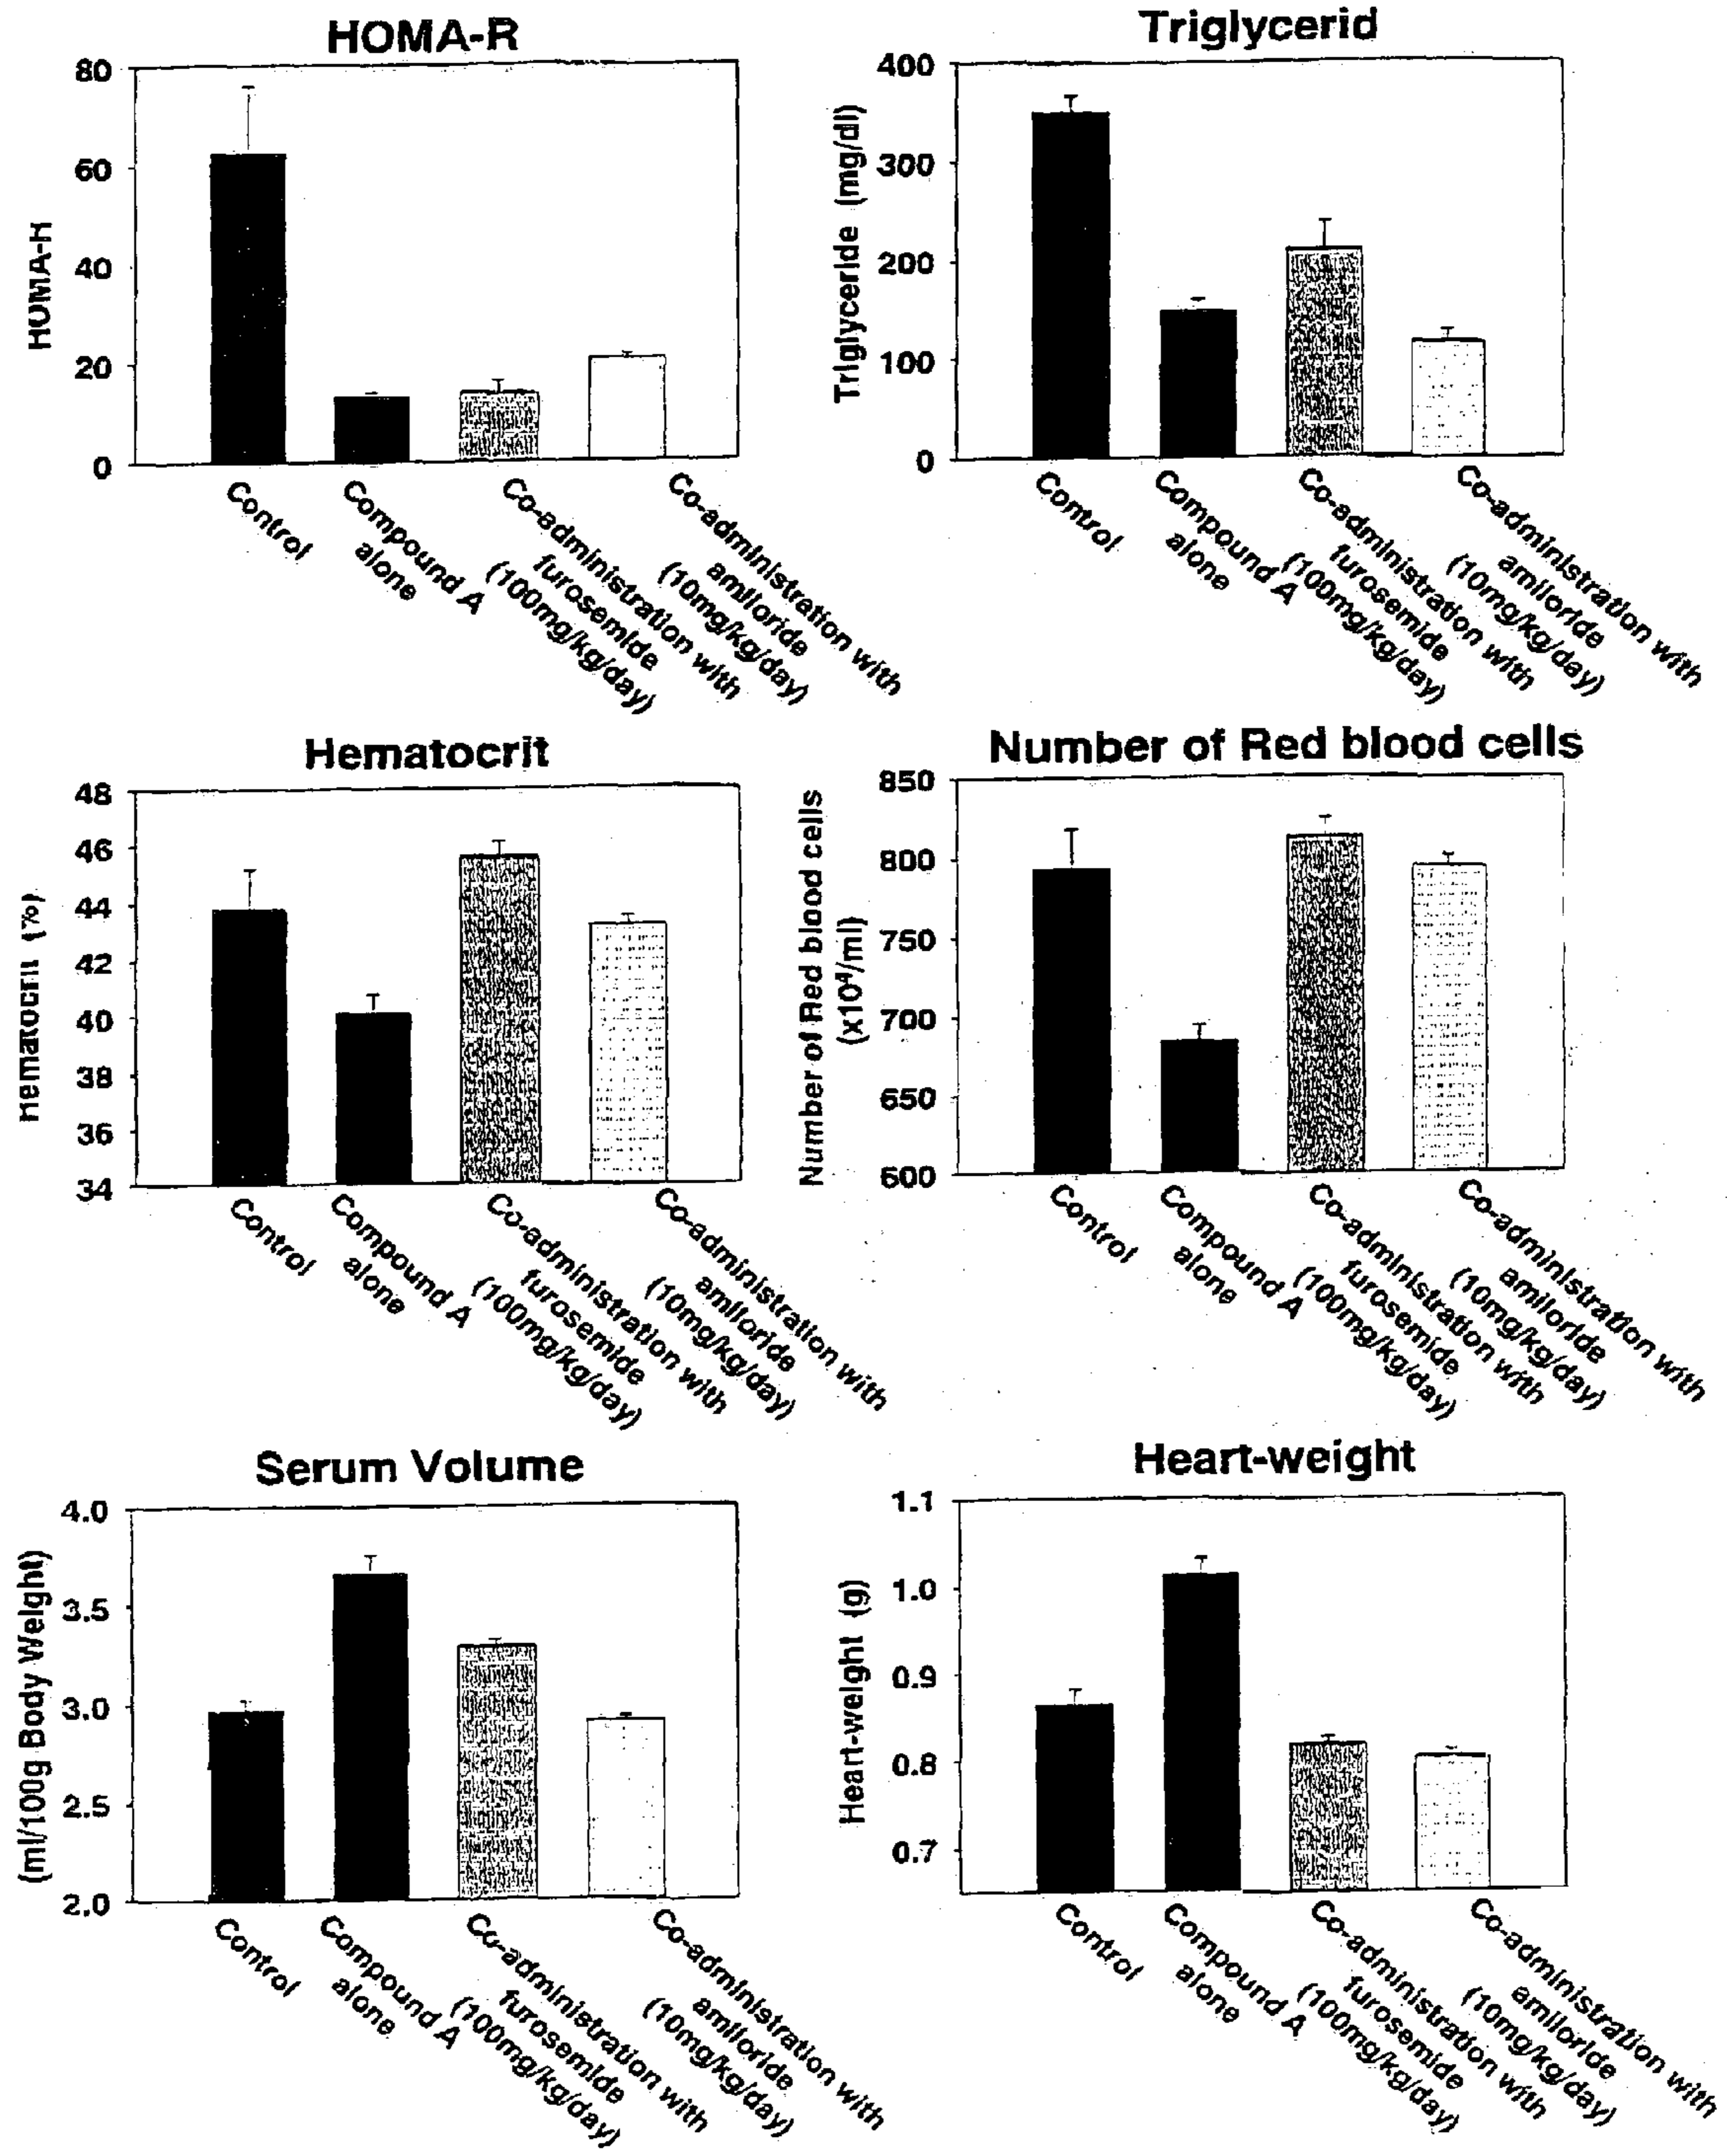 HOMA-R
80
60
40
20
0
HOMA-R
Control
Compound A
alone
Co-administration with
furosemide
(100mg/kg/day)
Co-administration with
amiloride
(10mg/kg/day)
Triglycerid
400
300
200
100
0
Triglyceride (mg/dl)
Control
Compound A
alone
Co-administration with
furosemide
(100mg/kg/day)
Co-administration with
amiloride
(10mg/kg/day)
Hematocrit
48
46
44
42
40
38
36
34
Hematocrit (%)
Control
Compound A
alone
Co-administration with
furosemide
(100mg/kg/day)
Co-administration with
amiloride
(10mg/kg/day)
Number of Red blood cells
850
800
750
700
650
600
Number of Red blood cells
(x10⁴/ml)
Control
Compound A
alone
Co-administration with
furosemide
(100mg/kg/day)
Co-administration with
amiloride
(10mg/kg/day)
Serum Volume
4.0
3.5
3.0
2.5
2.0
(ml/100g Body Weight)
Control
Compound A
alone
Co-administration with
furosemide
(100mg/kg/day)
Co-administration with
amiloride
(10mg/kg/day)
Heart-weight
1.1
1.0
0.9
0.8
0.7
Heart-weight (g)
Control
Compound A
alone
Co-administration with
furosemide
(100mg/kg/day)
Co-administration with
amiloride
(10mg/kg/day)